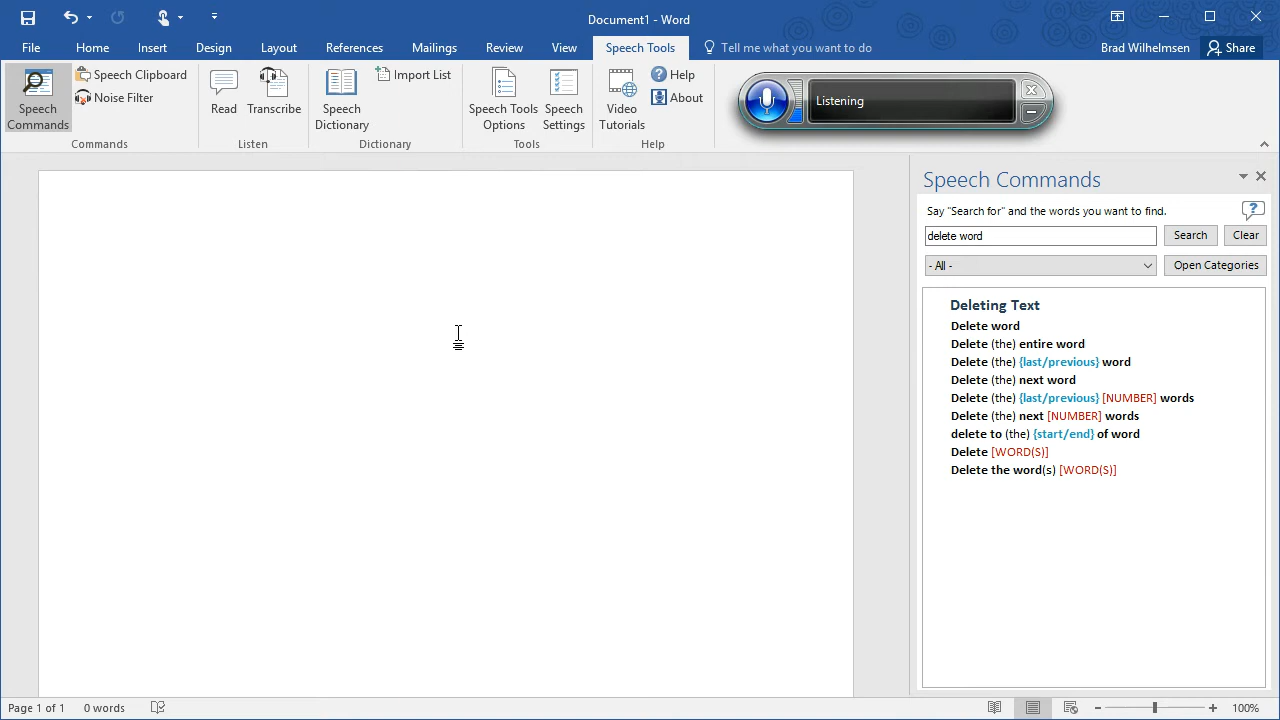 Document1 - Word
File Home Insert Design Layout References Mailings Review View Speech Tools Tell me what you want to do Brad Wilhelmsen Share
Speech Commands
Speech Clipboard
Noise Filter
Commands
Read
Transcribe
Listen
Speech Dictionary
Import List
Dictionary
Speech Tools Options
Speech Settings
Tools
Video Tutorials
Help
About
Help
Listening
Speech Commands
Say "Search for" and the words you want to find.
delete word Search Clear
- All - Open Categories
Deleting Text
Delete word
Delete (the) entire word
Delete (the) {last/previous} word
Delete (the) next word
Delete (the) {last/previous} [NUMBER] words
Delete (the) next [NUMBER] words
delete to (the) {start/end} of word
Delete [WORD(S)]
Delete the word(s) [WORD(S)]
Page 1 of 1 0 words 100%